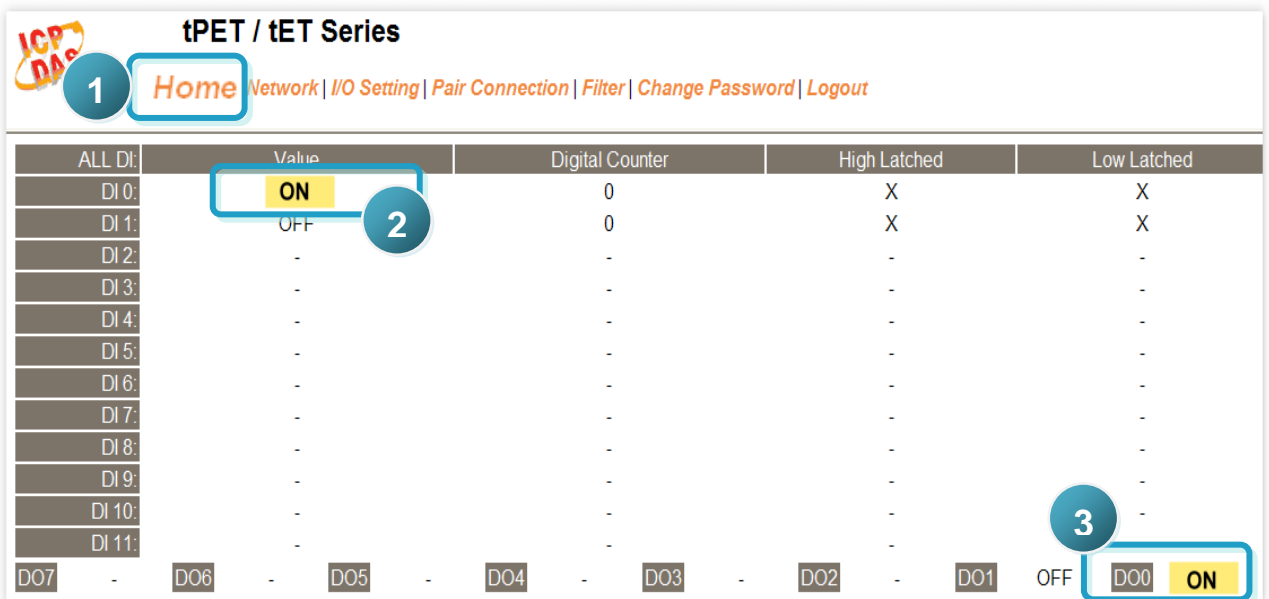 ICP DAS
tPET / tET Series
1
Home Network | I/O Setting | Pair Connection | Filter | Change Password | Logout
ALL DI: Value Digital Counter High Latched Low Latched
DI 0: ON 0 X X
2
DI 1: OFF 0 X X
DI 2: - - - -
DI 3: - - - -
DI 4: - - - -
DI 5: - - - -
DI 6: - - - -
DI 7: - - - -
DI 8: - - - -
DI 9: - - - -
DI 10: - - - -
3
DI 11: - - -
DO7 - DO6 - DO5 - DO4 - DO3 - DO2 - DO1 OFF DO0 ON